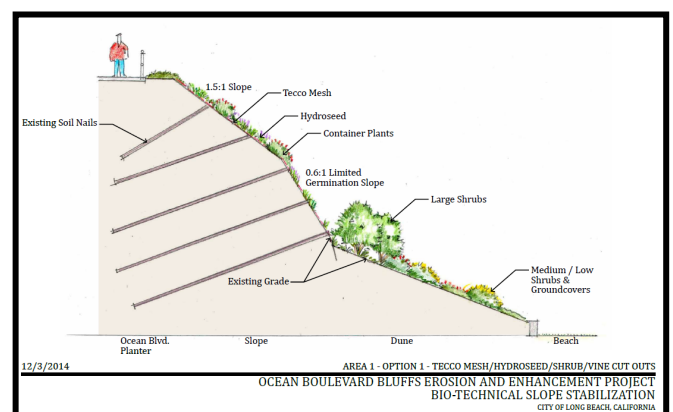 1.5:1 Slope
Tecco Mesh
Hydroseed
Existing Soil Nails
Container Plants
0.6:1 Limited
Germination Slope
Large Shrubs
Existing Grade
Medium / Low
Shrubs &
Groundcovers
Ocean Blvd.
Planter
Slope
Dune
Beach
12/3/2014
AREA 1 - OPTION 1 - TECCO MESH/HYDROSEED/SHRUB/VINE CUT OUTS
OCEAN BOULEVARD BLUFFS EROSION AND ENHANCEMENT PROJECT
BIO-TECHNICAL SLOPE STABILIZATION
CITY OF LONG BEACH, CALIFORNIA